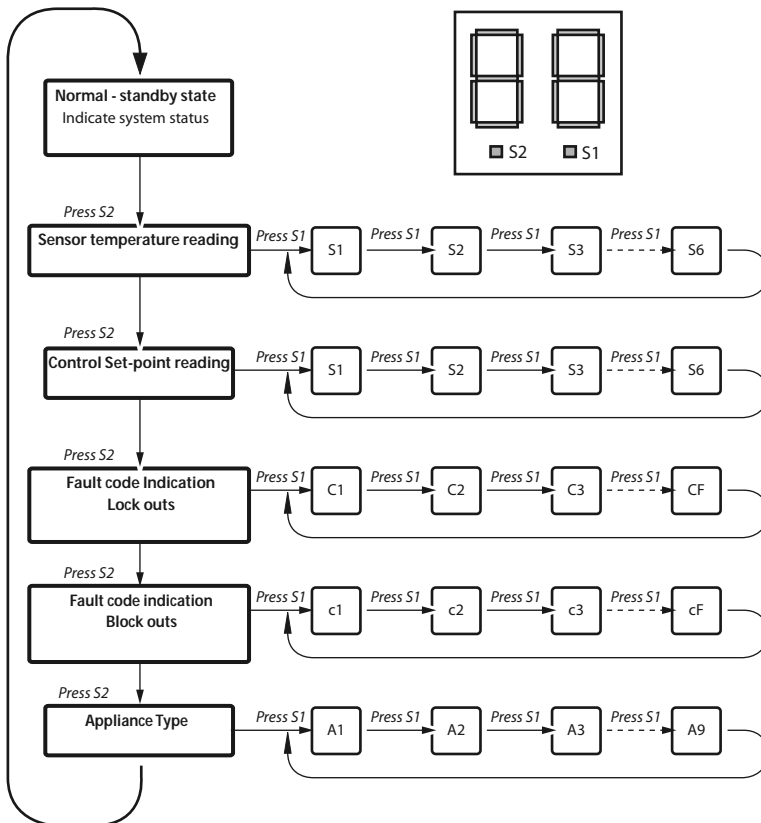 Normal - standby state
Indicate system status
S2 S1
Press S2
Sensor temperature reading
Press S1 Press S1 Press S1 Press S1
S1 S2 S3 S6
Press S2
Control Set-point reading
Press S1 Press S1 Press S1 Press S1
S1 S2 S3 S6
Press S2
Fault code Indication
Lock outs
Press S1 Press S1 Press S1 Press S1
C1 C2 C3 CF
Press S2
Fault code indication
Block outs
Press S1 Press S1 Press S1 Press S1
c1 c2 c3 cF
Press S2
Appliance Type
Press S1 Press S1 Press S1 Press S1
A1 A2 A3 A9